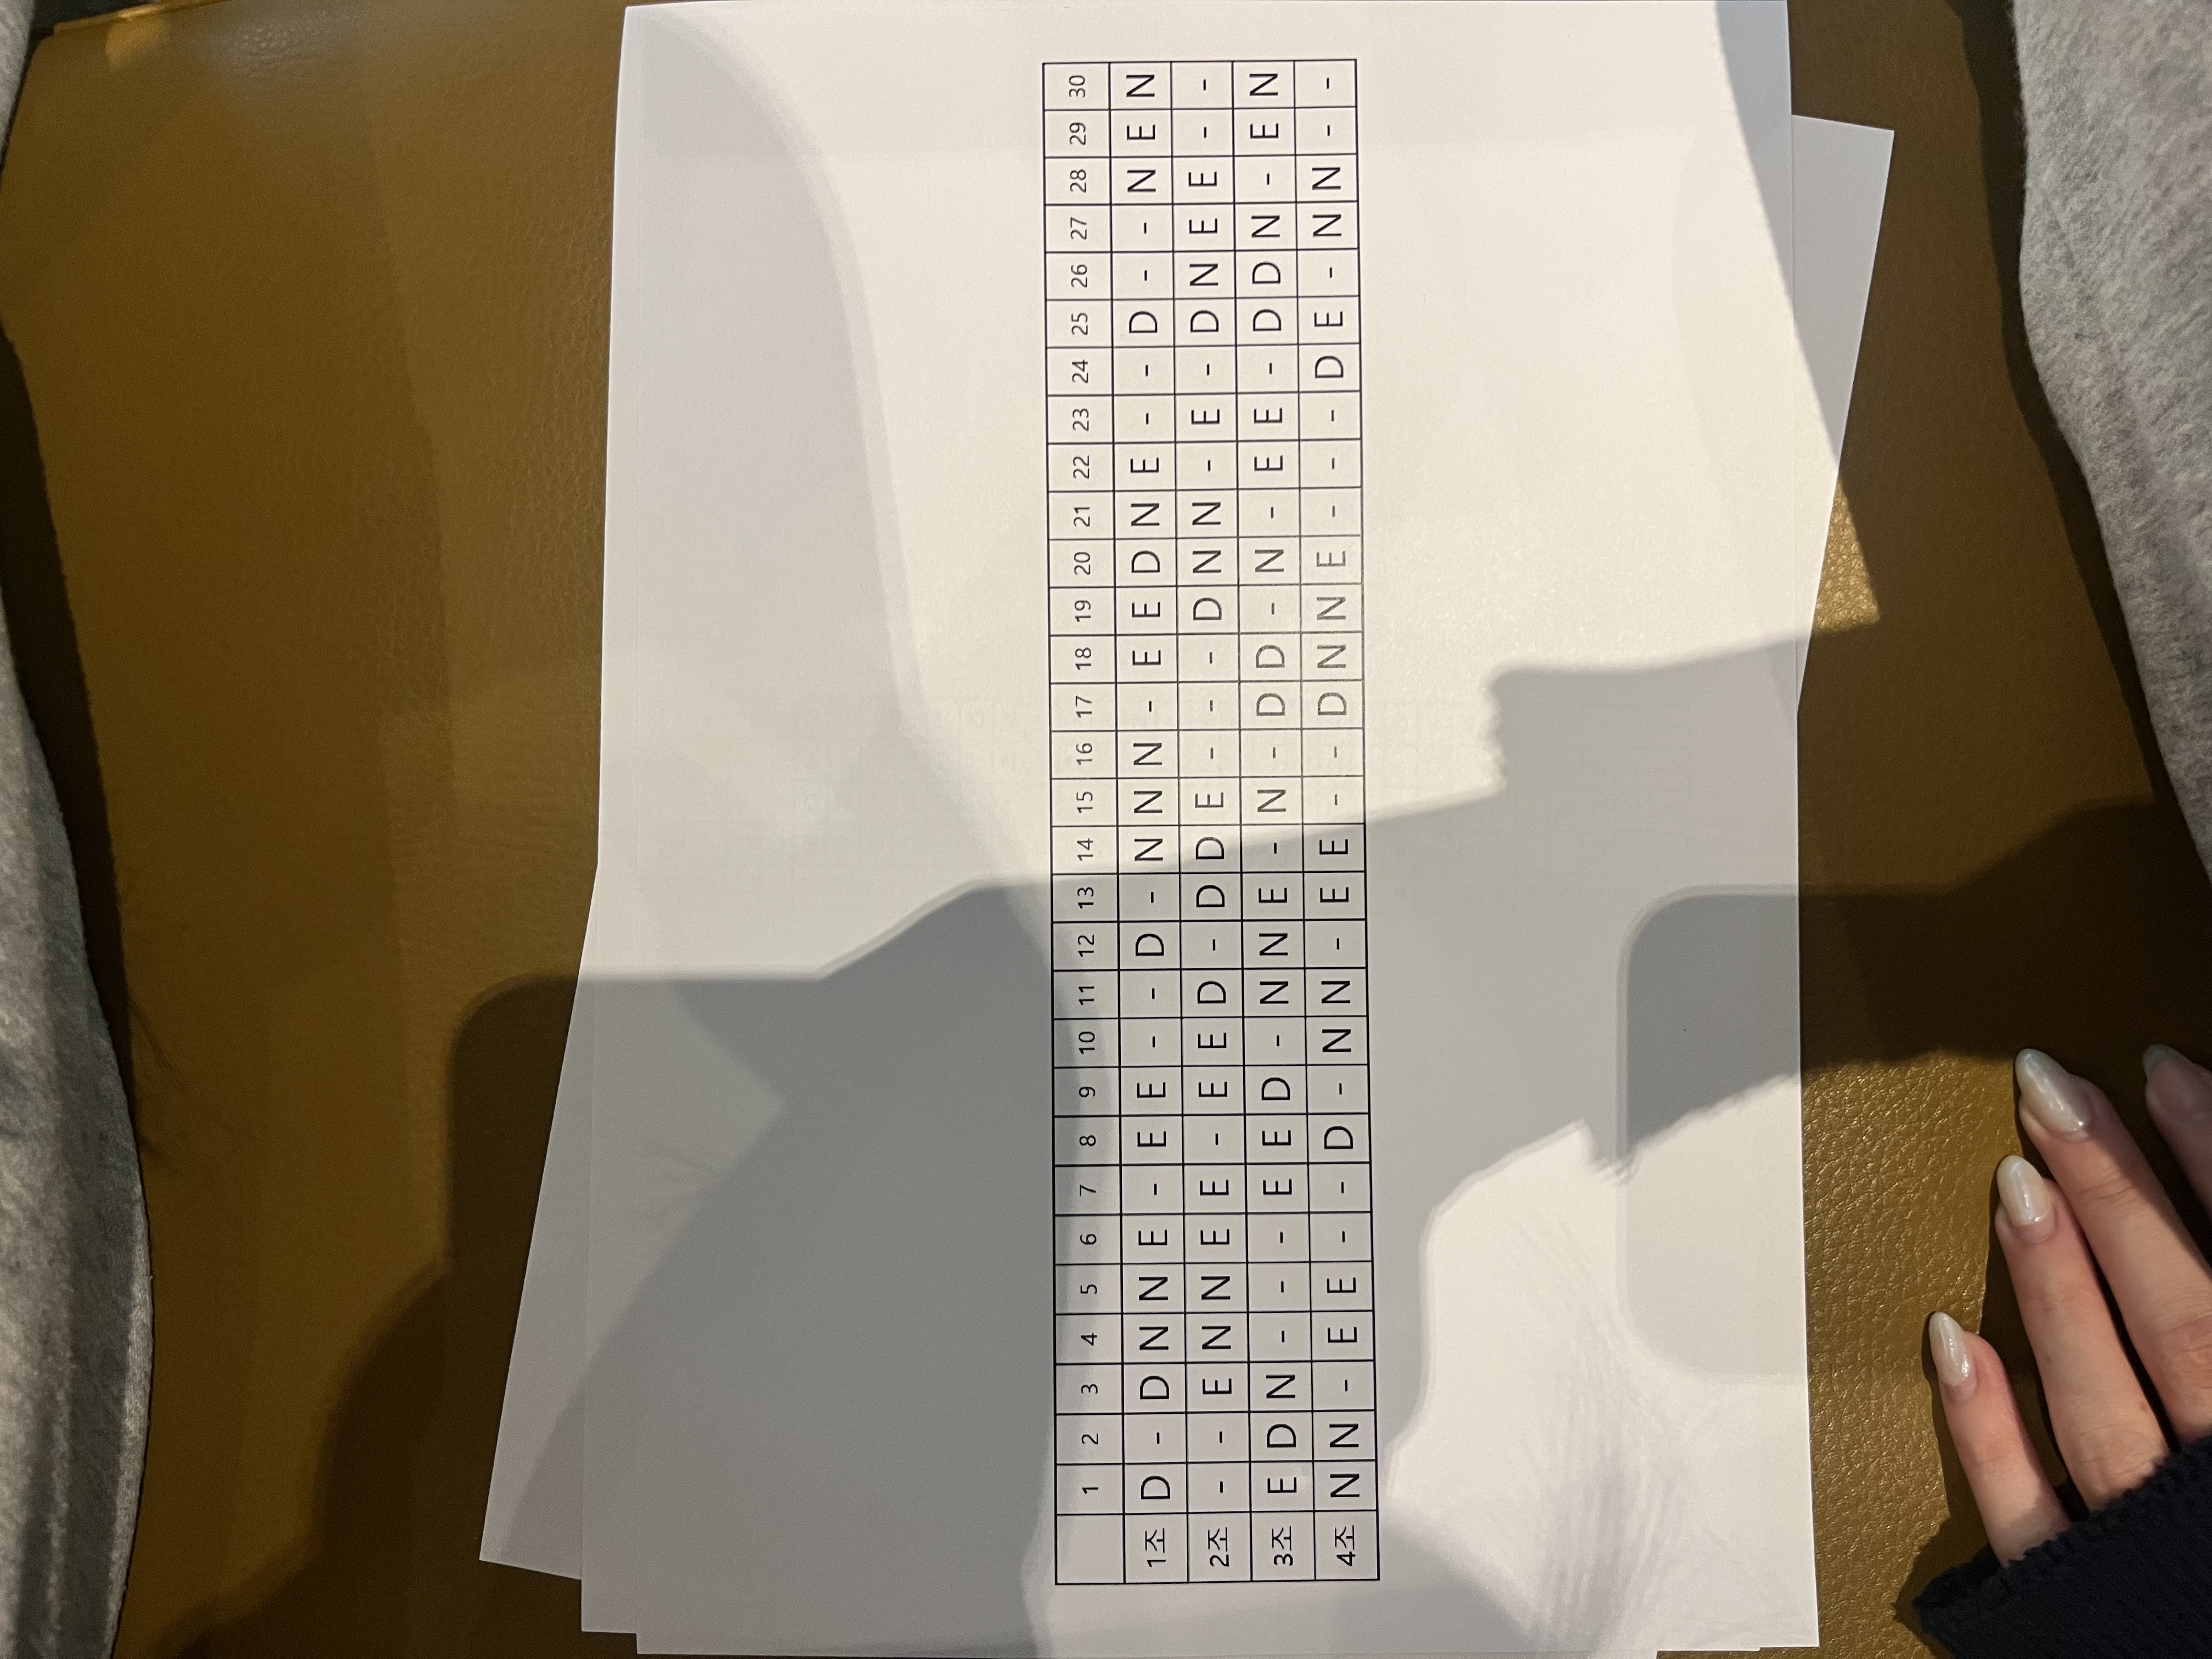 1 2 3 4 5 6 7 8 9 10 11 12 13 14 15 16 17 18 19 20 21 22 23 24 25 26 27 28 29 30
1조 D - D N N E - E E - - D - N N N - E E D N E - - D - - N E N
2조 - - E N N E E - E E D - D D E - - - D N N - E - D N E E - -
3조 E D N - - - E E D - N N E - N - D D - N - E E - D D N - E N
4조 N N - E E - - D - N N - E E - - D N N E - - - D E - N N - -